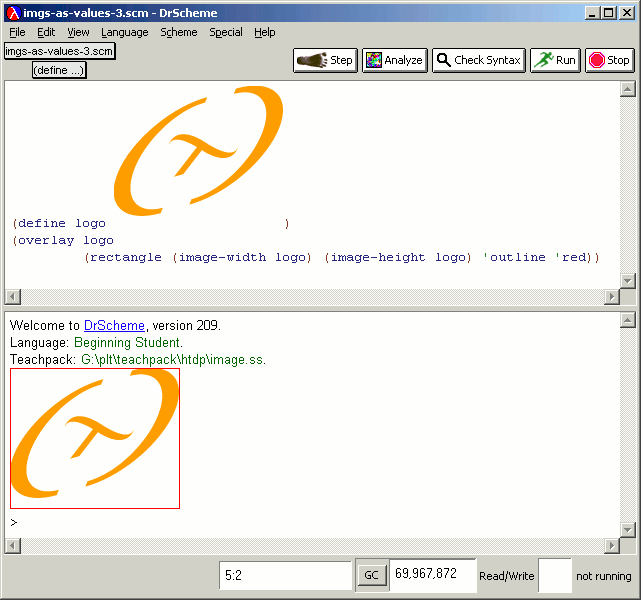 imgs-as-values-3.scm - DrScheme
File Edit View Language Scheme Special Help
imgs-as-values-3.scm
(define ...)
Step Analyze Check Syntax Run Stop
(define logo )
(overlay logo
(rectangle (image-width logo) (image-height logo) 'outline 'red))
Welcome to DrScheme, version 209.
Language: Beginning Student.
Teachpack: G:\plt\teachpack\htdp\image.ss.
>
5:2 GC 69,967,872 Read/Write not running